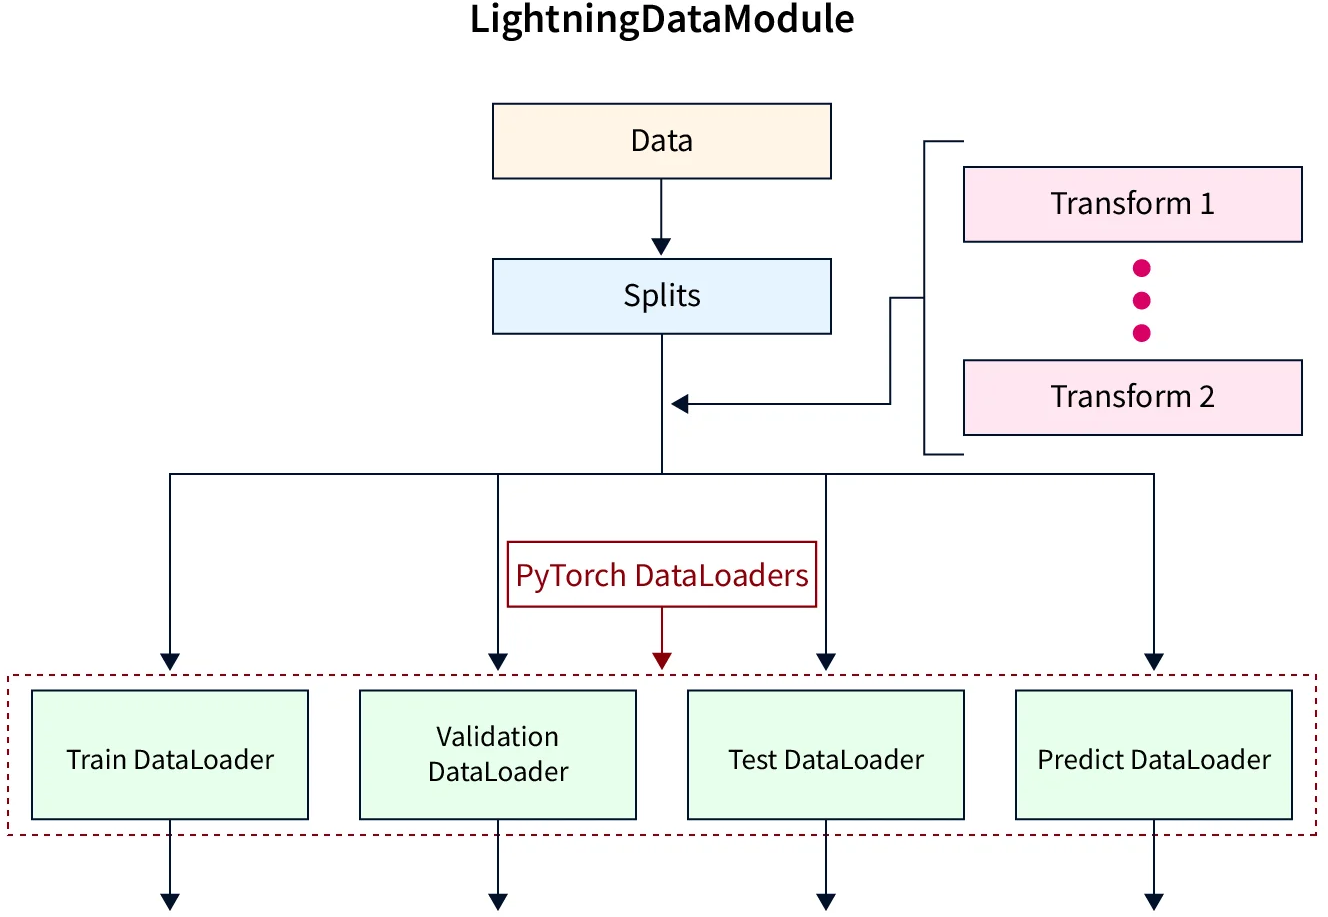 LightningDataModule
Data
Transform 1
Splits
Transform 2
PyTorch DataLoaders
Train DataLoader
Validation
DataLoader
Test DataLoader
Predict DataLoader